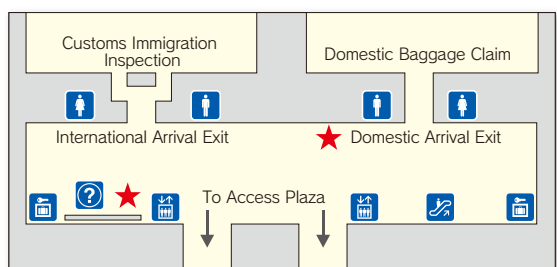 Customs Immigration
Inspection
Domestic Baggage Claim
International Arrival Exit
Domestic Arrival Exit
?
To Access Plaza